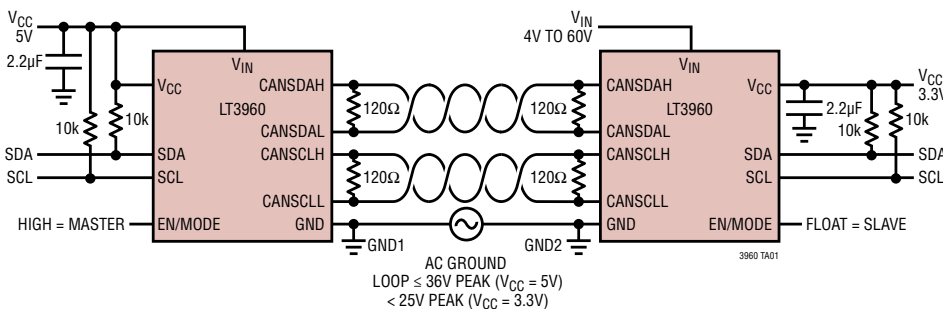 VCC
5V
2.2µF
10k
10k
SDA
SCL
HIGH = MASTER
VIN
VCC
LT3960
SDA
SCL
EN/MODE
CANSDAH
CANSDAL
CANSCLH
CANSCLL
GND
120Ω
120Ω
GND1
AC GROUND
LOOP ≤ 36V PEAK (VCC = 5V)
< 25V PEAK (VCC = 3.3V)
120Ω
120Ω
GND2
VIN
4V TO 60V
VIN
CANSDAH
LT3960
CANSDAL
CANSCLH
CANSCLL
GND
VCC
SDA
SCL
EN/MODE
2.2µF
10k
10k
VCC
3.3V
SDA
SCL
FLOAT = SLAVE
3960 TA01